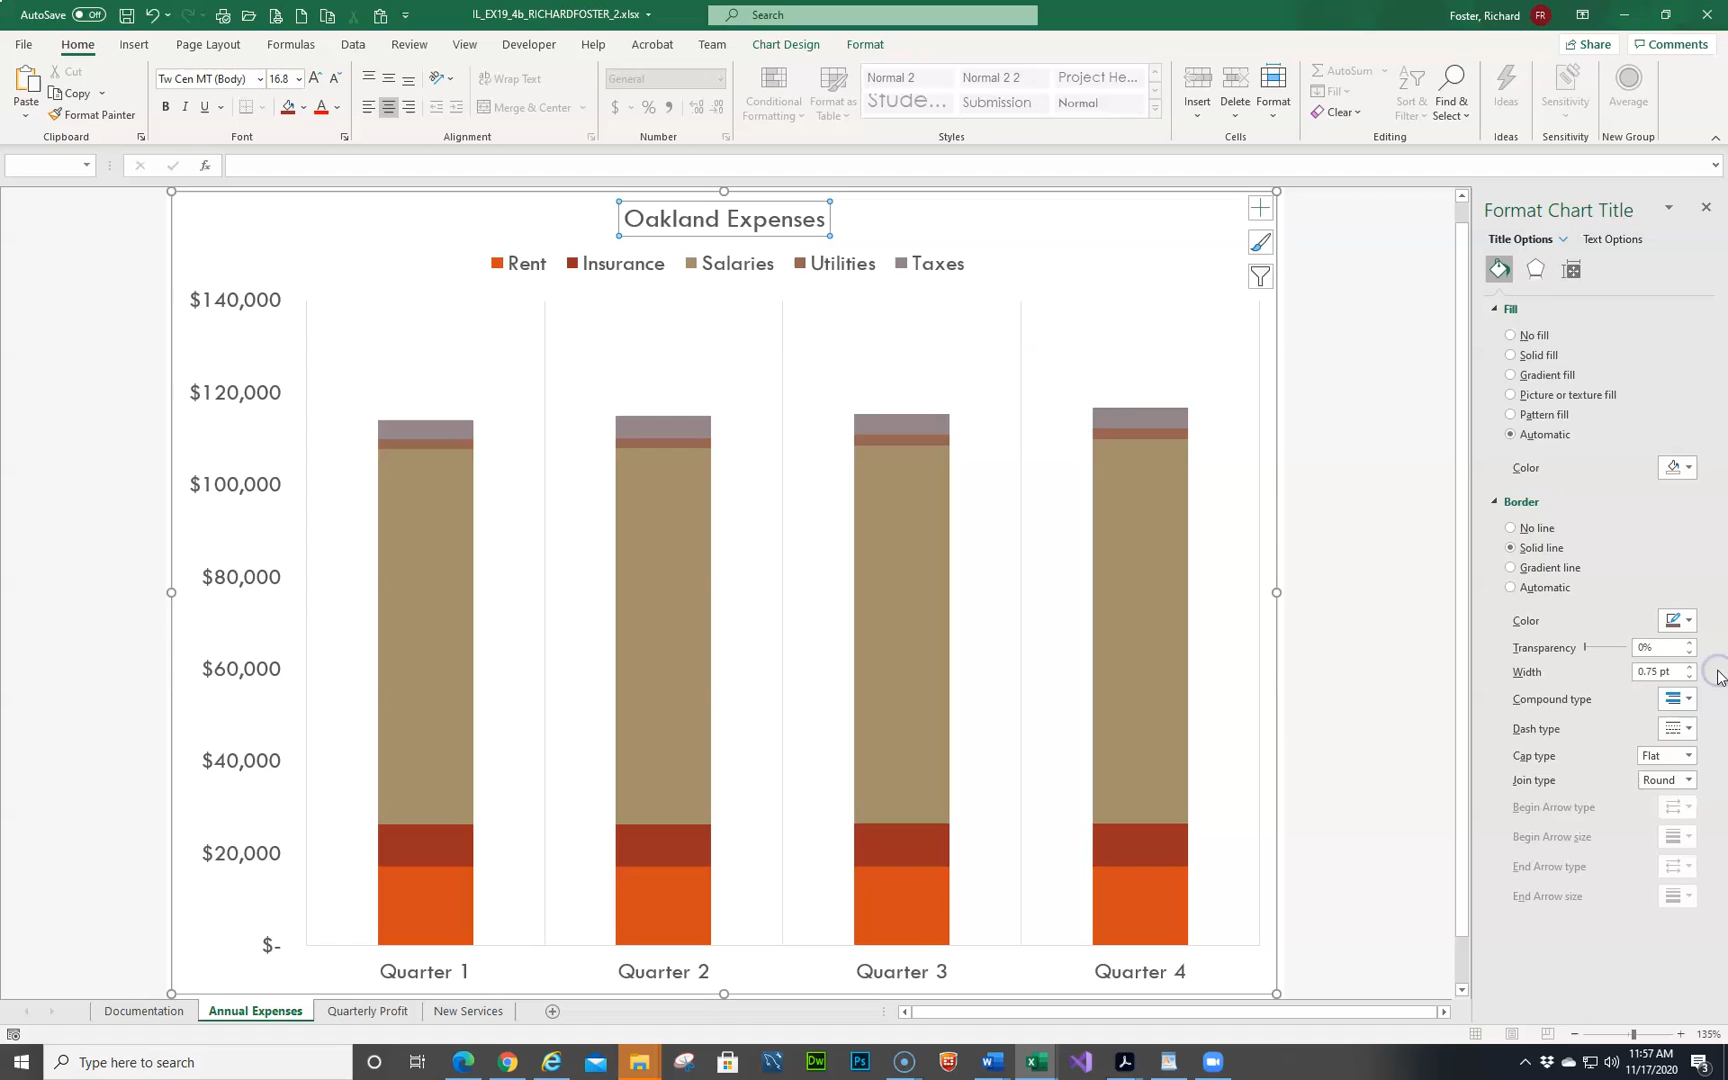 AutoSave Off IL_EX19_4b_RICHARDFOSTER_2.xlsx Search Foster, Richard FR
File Home Insert Page Layout Formulas Data Review View Developer Help Acrobat Team Chart Design Format Share Comments
Paste
Cut
Copy
Format Painter
Clipboard
Tw Cen MT (Body) 16.8
B I U
Font
Wrap Text
Merge & Center
Alignment
General
$ %
Number
Conditional Formatting
Format as Table
Normal 2 Normal 2 2 Project He...
Stude... Submission Normal
Styles
Insert Delete Format
Cells
AutoSum
Fill
Clear
Sort & Filter
Find & Select
Editing
Ideas
Ideas
Sensitivity
Sensitivity
Average
New Group
fx
Oakland Expenses
Rent Insurance Salaries Utilities Taxes
$140,000
$120,000
$100,000
$80,000
$60,000
$40,000
$20,000
$-
Quarter 1 Quarter 2 Quarter 3 Quarter 4
Format Chart Title
Title Options Text Options
Fill
No fill
Solid fill
Gradient fill
Picture or texture fill
Pattern fill
Automatic
Color
Border
No line
Solid line
Gradient line
Automatic
Color
Transparency 0%
Width 0.75 pt
Compound type
Dash type
Cap type Flat
Join type Round
Begin Arrow type
Begin Arrow size
End Arrow type
End Arrow size
Documentation Annual Expenses Quarterly Profit New Services
135%
Type here to search
Dw Ps
11:57 AM
11/17/2020
3